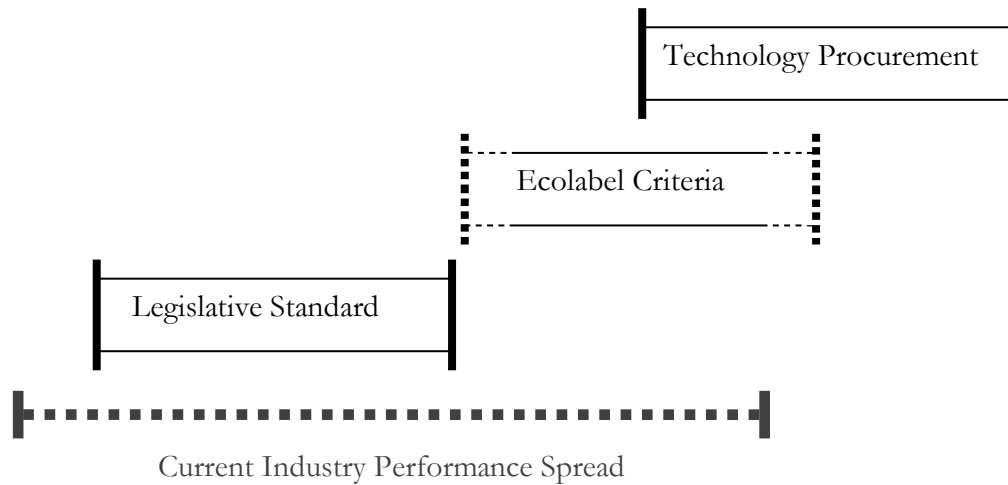 Technology Procurement
Ecolabel Criteria
Legislative Standard
Current Industry Performance Spread